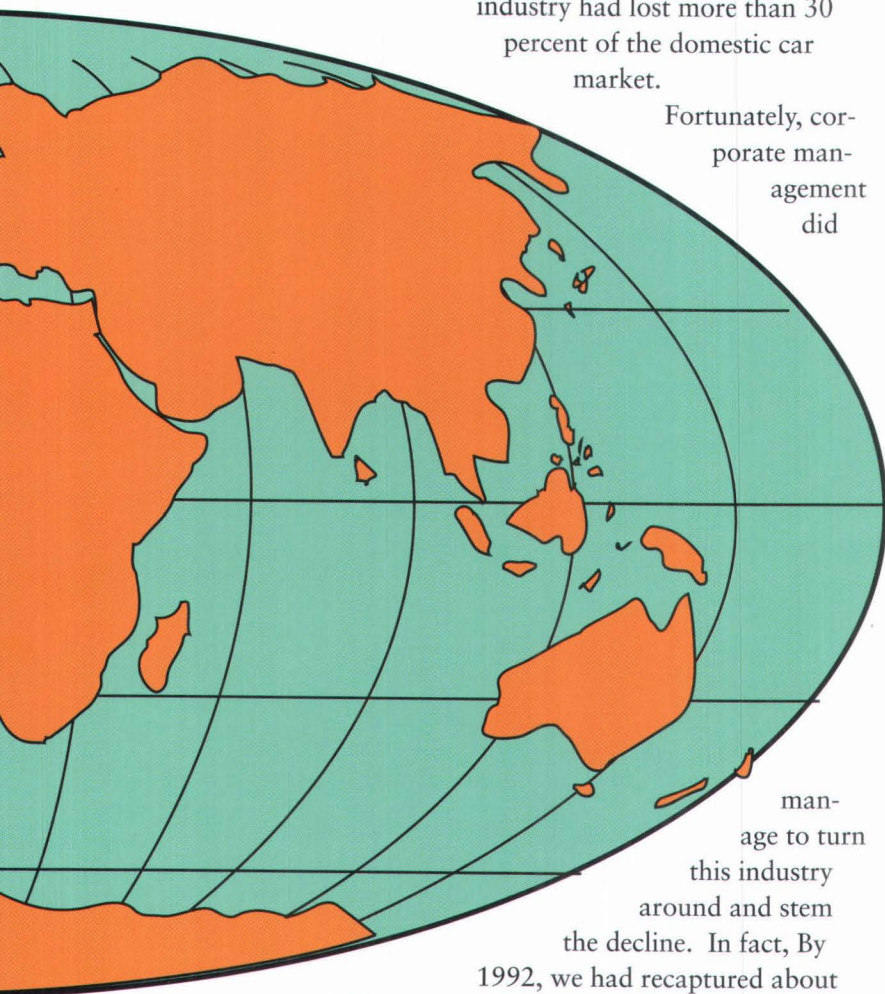 industry had lost more than 30
percent of the domestic car
market.
Fortunately, cor-
porate man-
agement
did
man-
age to turn
this industry
around and stem
the decline. In fact, By
1992, we had recaptured about